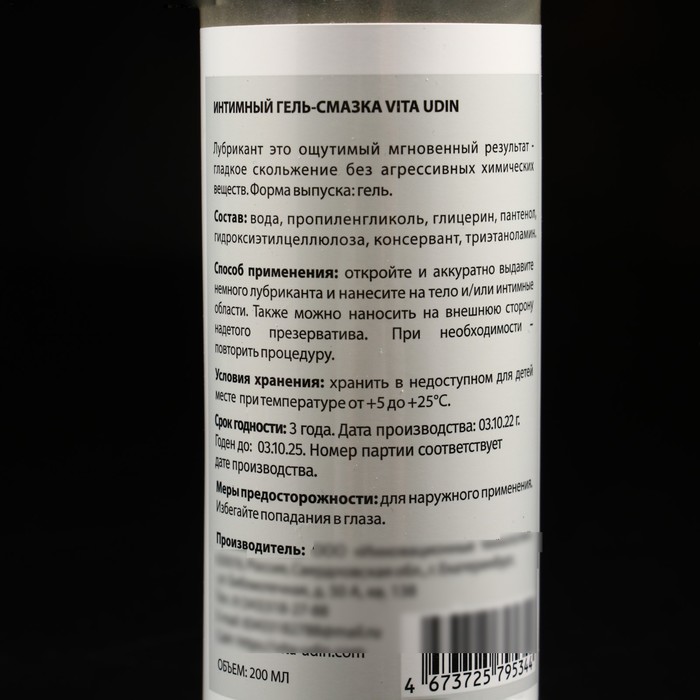 ИНТИМНЫЙ ГЕЛЬ-СМАЗКА VITA UDIN
Лубрикант это ощутимый мгновенный результат -
гладкое скольжение без агрессивных химических
веществ. Форма выпуска: гель.
Состав: вода, пропиленгликоль, глицерин, пантенол,
гидроксиэтилцеллюлоза, консервант, триэтаноламин.
Способ применения: откройте и аккуратно выдавите
немного лубриканта и нанесите на тело и/или интимные
области. Также можно наносить на внешнюю сторону
надетого презерватива. При необходимости –
повторить процедуру.
Условия хранения: хранить в недоступном для детей
месте при температуре от +5 до +25°С.
Срок годности: 3 года. Дата производства: 03.10.22 г.
Годен до: 03.10.25. Номер партии соответствует
дате производства.
Меры предосторожности: для наружного применения.
Избегайте попадания в глаза.
Производитель:
ОБЪЕМ: 200 МЛ
4 673725 795344